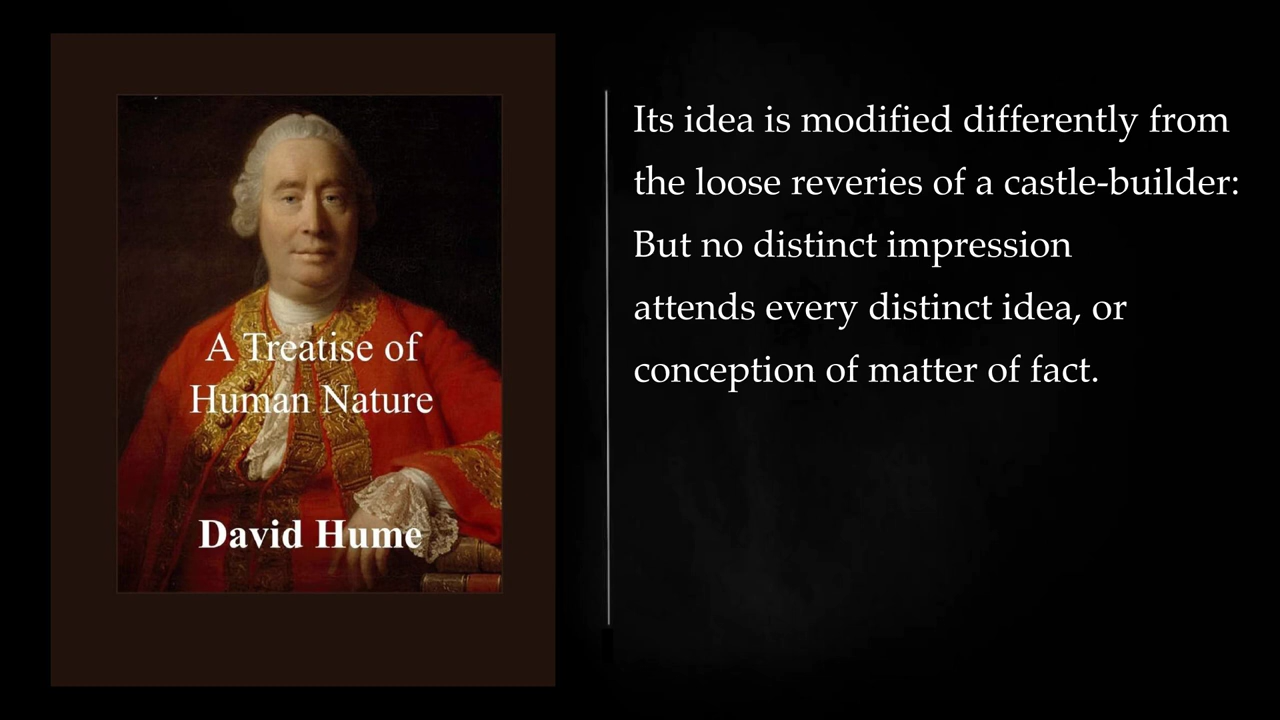 A Treatise of
Human Nature
David Hume
Its idea is modified differently from
the loose reveries of a castle-builder:
But no distinct impression
attends every distinct idea, or
conception of matter of fact.